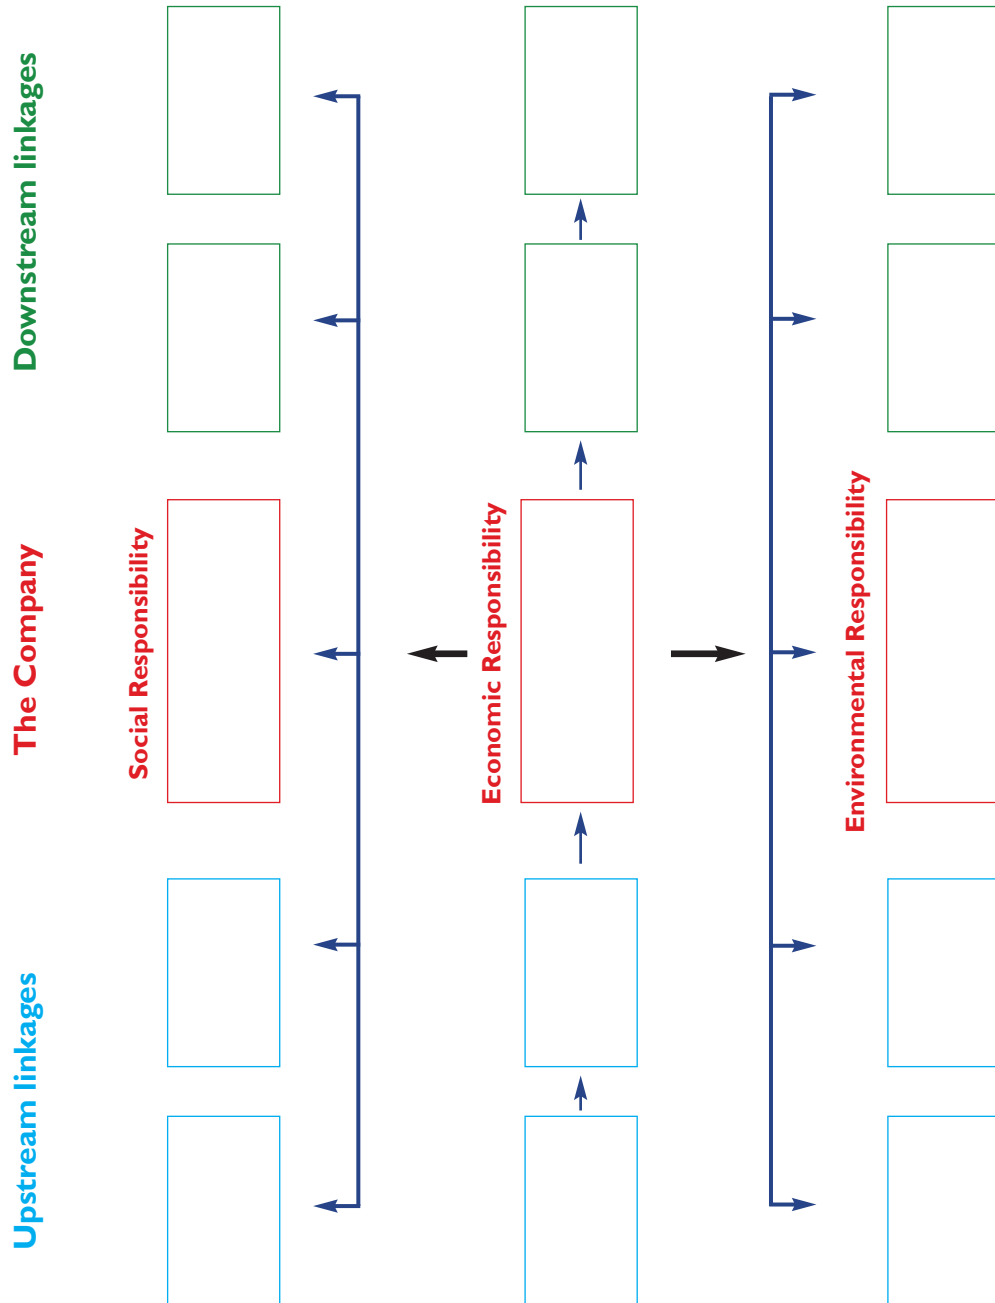 Upstream linkages
The Company
Downstream linkages
Social Responsibility
Economic Responsibility
Environmental Responsibility